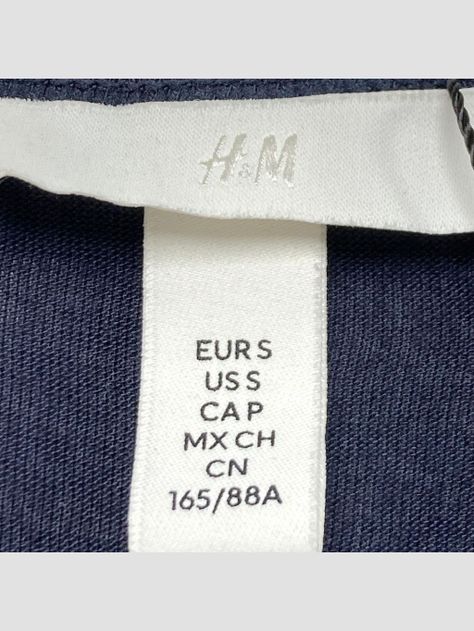 H&M
EUR S
US S
CA P
MX CH
CN
165/88A